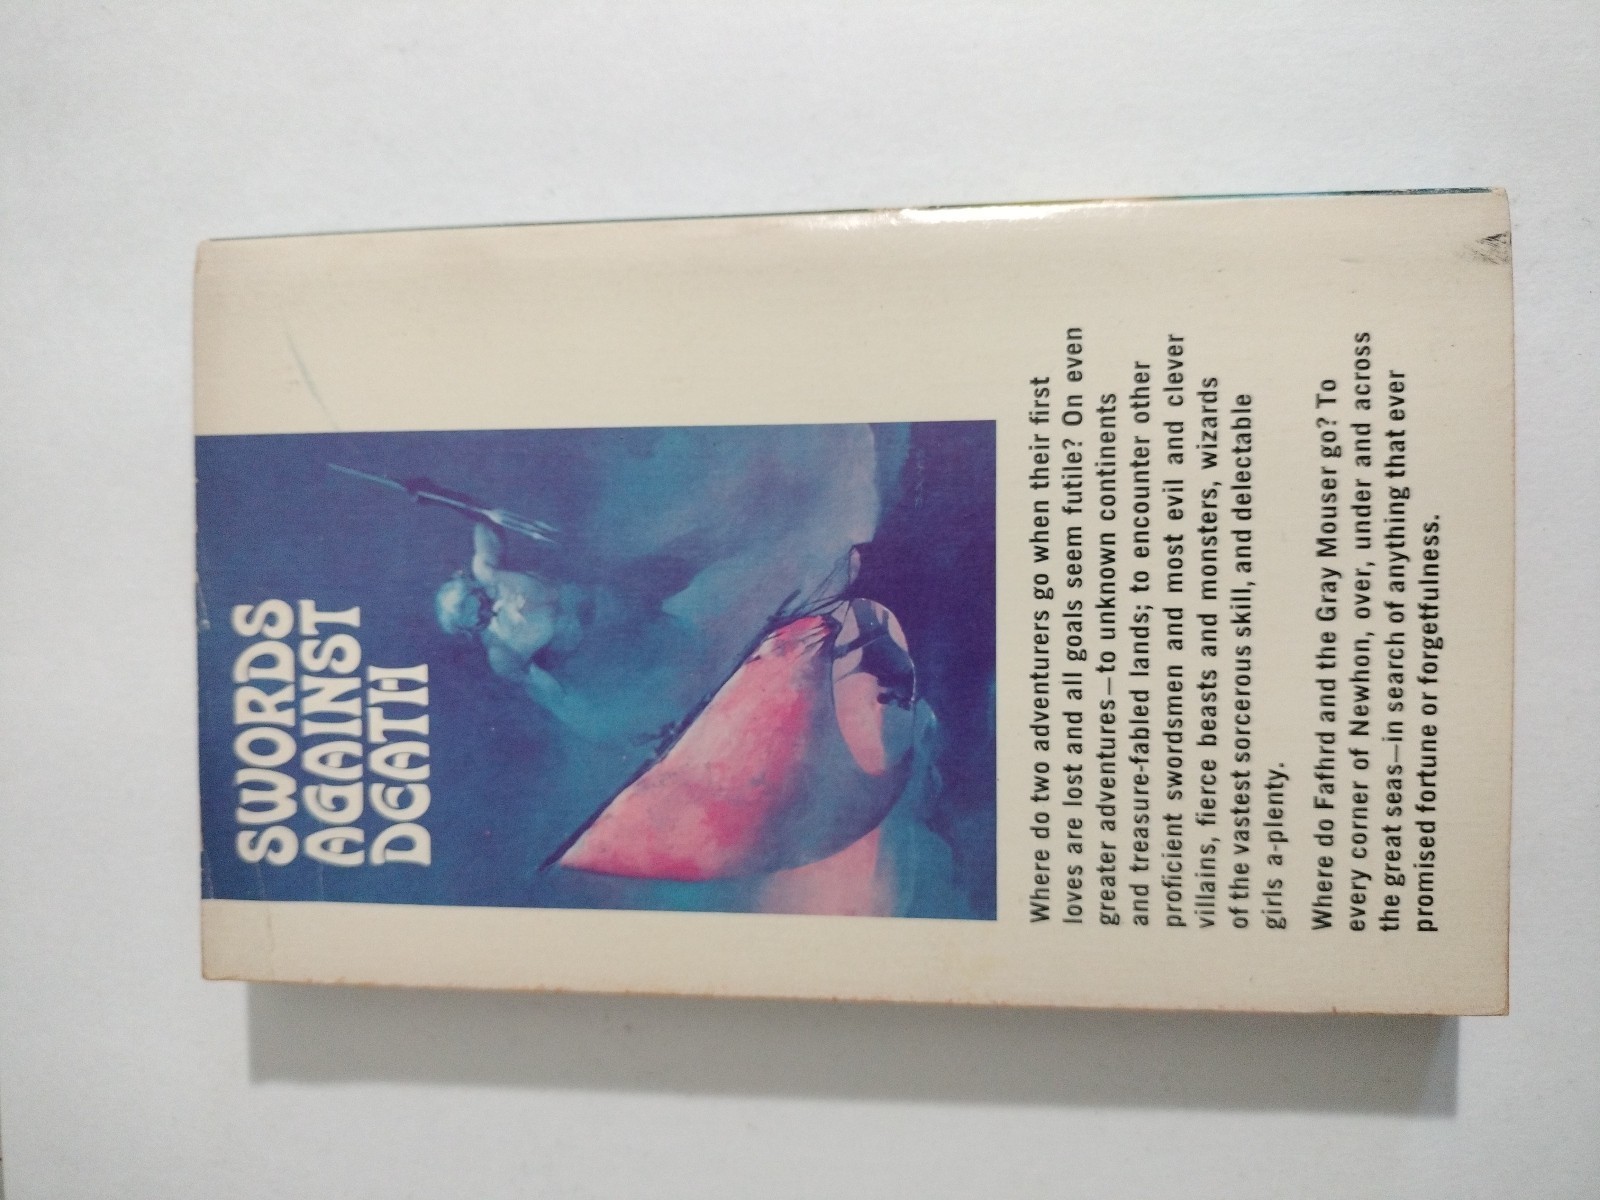 SWORDS
AGAINST
DEATH
Where do two adventurers go when their first
loves are lost and all goals seem futile? On even
greater adventures—to unknown continents
and treasure-fabled lands; to encounter other
proficient swordsmen and most evil and clever
villains, fierce beasts and monsters, wizards
of the vastest sorcerous skill, and delectable
girls a-plenty.
Where do Fafhrd and the Gray Mouser go? To
every corner of Newhon, over, under and across
the great seas—in search of anything that ever
promised fortune or forgetfulness.